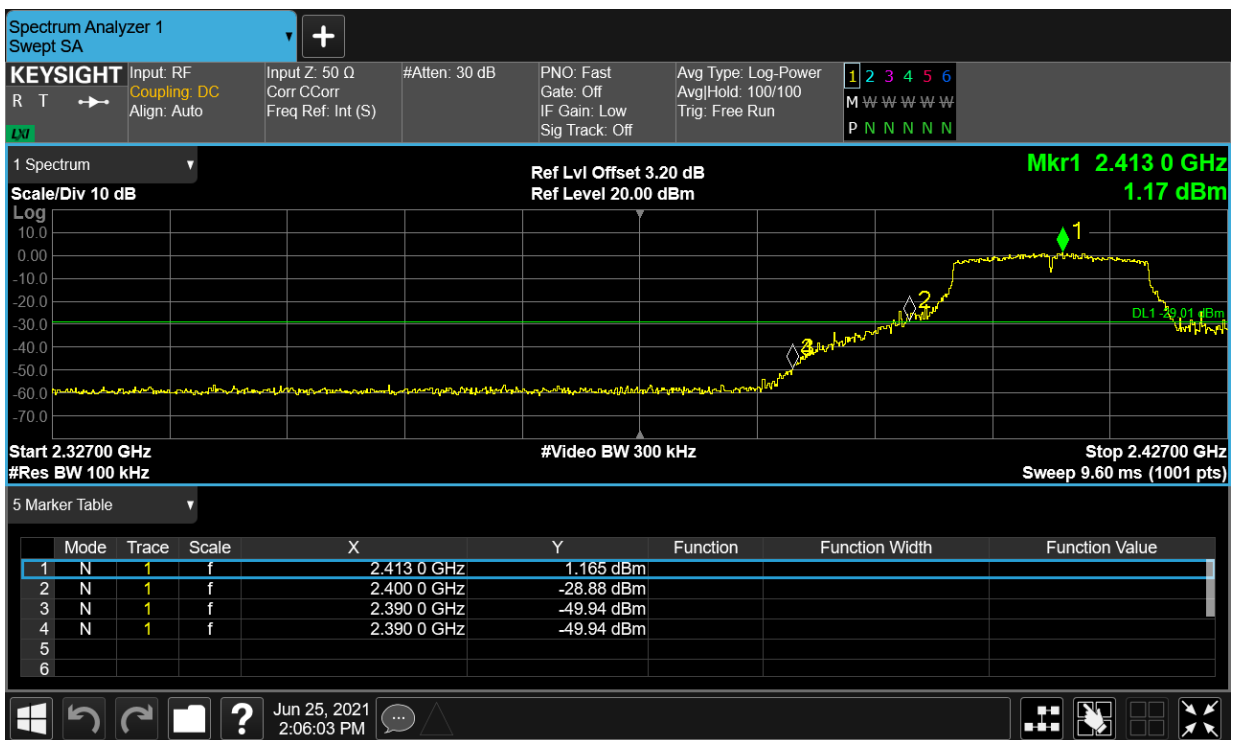 Spectrum Analyzer 1
Swept SA
KEYSIGHT
R T
LXI
Input: RF
Coupling: DC
Align: Auto
Input Z: 50 Ω
Corr CCorr
Freq Ref: Int (S)
#Atten: 30 dB
PNO: Fast
Gate: Off
IF Gain: Low
Sig Track: Off
Avg Type: Log-Power
Avg|Hold: 100/100
Trig: Free Run
1 2 3 4 5 6
M W W W W W
P N N N N N
1 Spectrum
Scale/Div 10 dB
Ref Lvl Offset 3.20 dB
Ref Level 20.00 dBm
Mkr1 2.413 0 GHz
1.17 dBm
Log
10.0
0.00
-10.0
-20.0
-30.0
-40.0
-50.0
-60.0
-70.0
1
2
DL1 -29.01 dBm
Start 2.32700 GHz
#Res BW 100 kHz
#Video BW 300 kHz
Stop 2.42700 GHz
Sweep 9.60 ms (1001 pts)
5 Marker Table
Mode Trace Scale X Y Function Function Width Function Value
1 N 1 f 2.413 0 GHz 1.165 dBm
2 N 1 f 2.400 0 GHz -28.88 dBm
3 N 1 f 2.390 0 GHz -49.94 dBm
4 N 1 f 2.390 0 GHz -49.94 dBm
5
6
?
Jun 25, 2021
2:06:03 PM